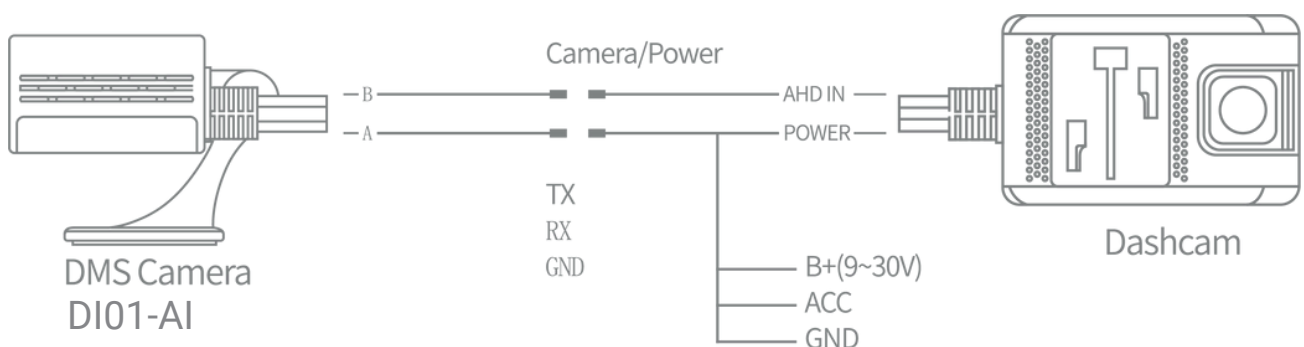 Camera/Power
B
AHD IN
A
POWER
TX
RX
GND
B+(9~30V)
ACC
GND
DMS Camera
DI01-AI
Dashcam